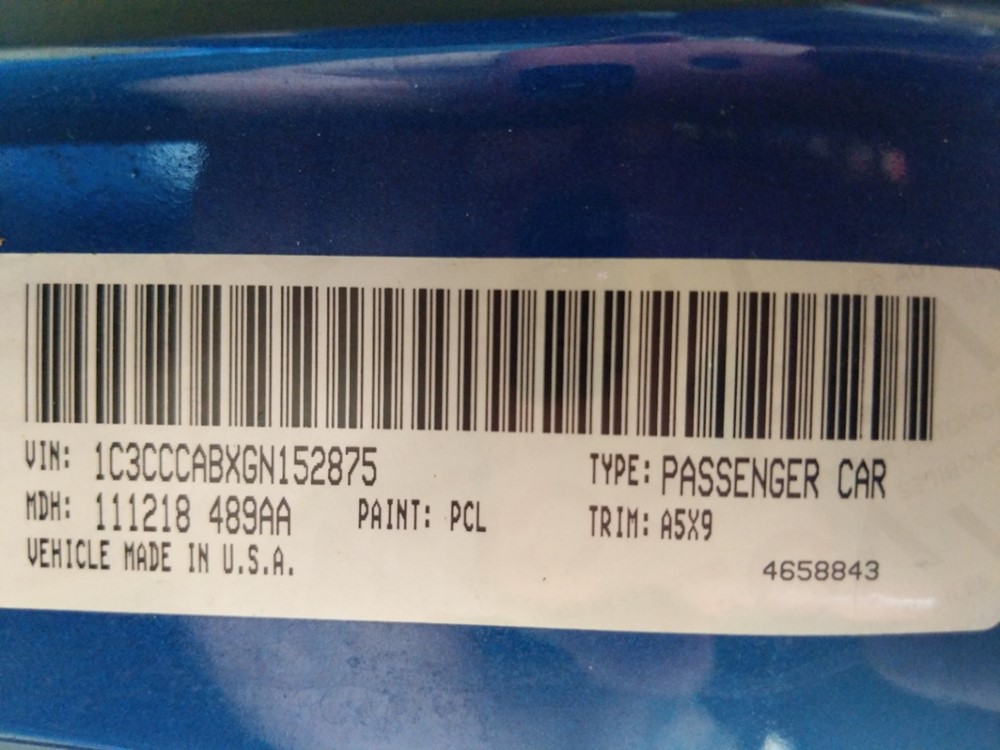 VIN: 1C3CCCABXGN152875 TYPE: PASSENGER CAR
MDH: 111218 489AA PAINT: PCL TRIM: A5X9
VEHICLE MADE IN U.S.A. 4658843